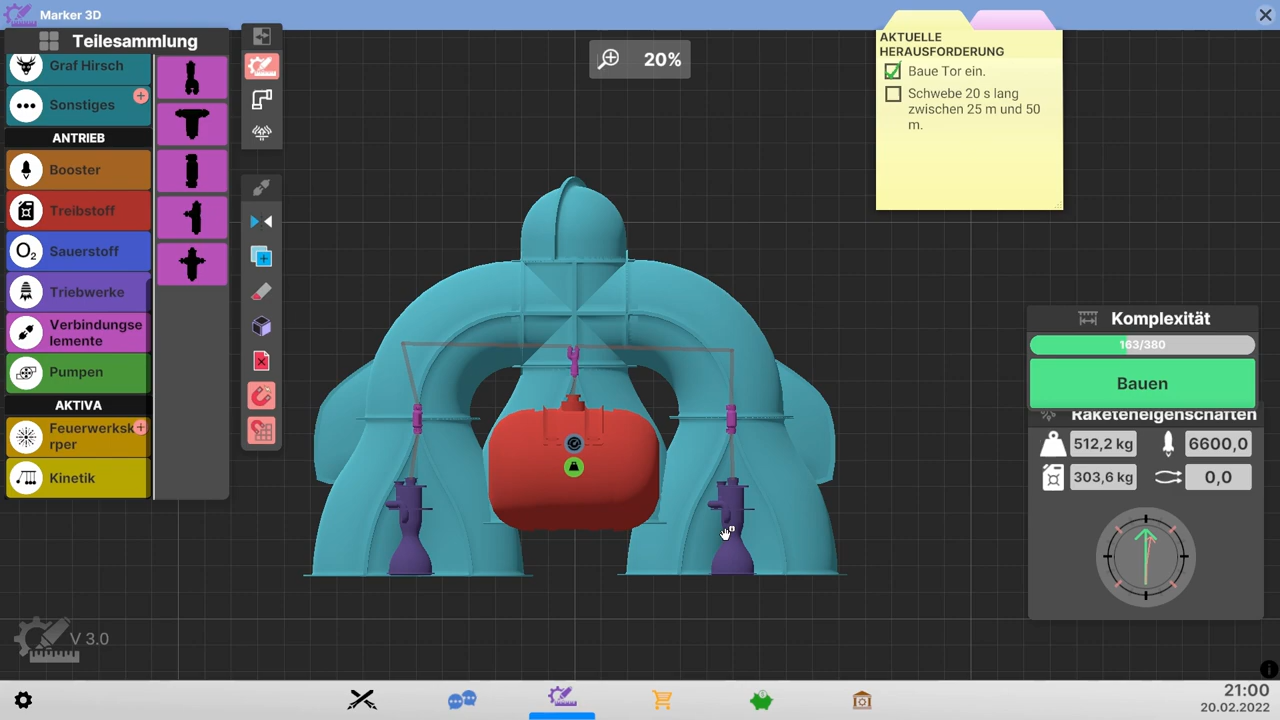 Marker 3D
Teilesammlung
Graf Hirsch
Sonstiges
ANTRIEB
Booster
Treibstoff
O2
Sauerstoff
Triebwerke
Verbindungse
lemente
Pumpen
AKTIVA
Feuerwerksk
rper
Kinetik
20%
AKTUELLE
HERAUSFORDERUNG
Baue Tor ein.
Schwebe 20 s lang
zwischen 25 m und 50
m.
Komplexität
163/380
Bauen
Raketeneigenschaften
512,2 kg
6600,0
303,6 kg
0,0
V 3.0
21:00
20.02.2022